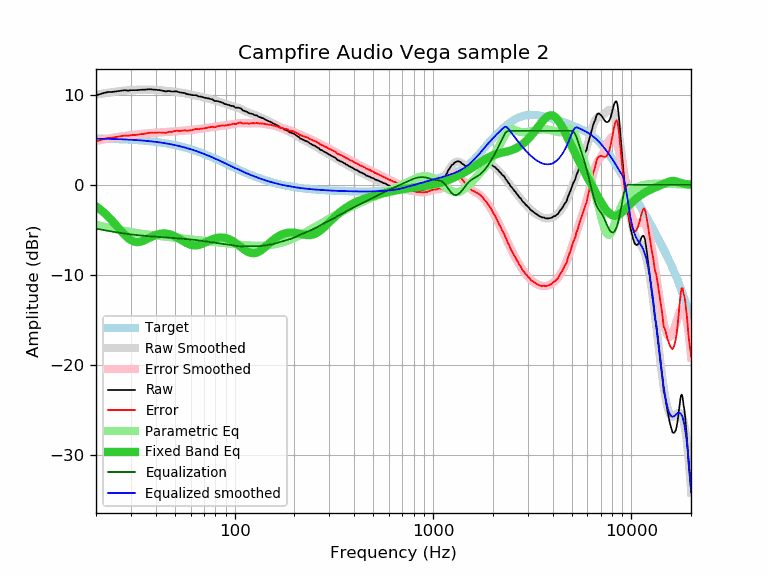 Campfire Audio Vega sample 2
10
0
−10
−20
−30
Amplitude (dBr)
Target
Raw Smoothed
Error Smoothed
Raw
Error
Parametric Eq
Fixed Band Eq
Equalization
Equalized smoothed
100
1000
10000
Frequency (Hz)